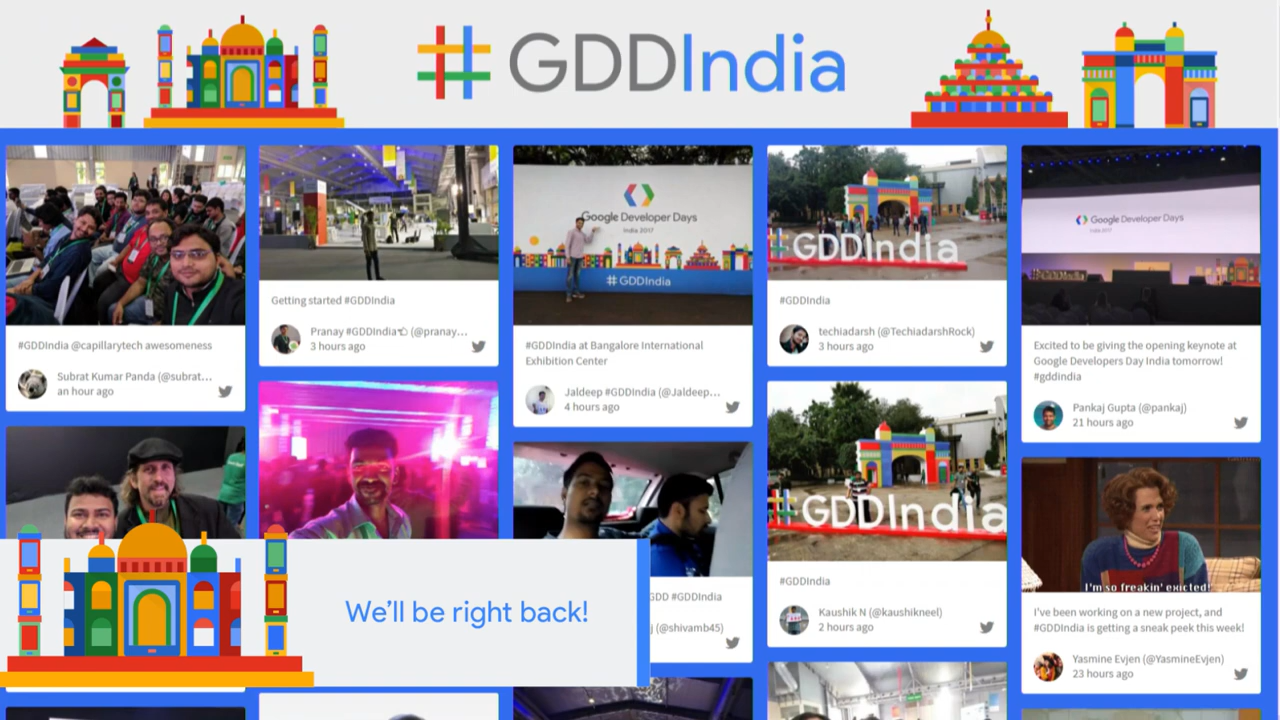 #GDDIndia
#GDDIndia @capillarytech awesomeness
Subrat Kumar Panda (@subrat...
an hour ago
We'll be right back!
Getting started #GDDIndia
Pranay #GDDIndia (@pranay...
3 hours ago
Google Developer Days
India 2017
#GDDIndia
#GDDIndia at Bangalore International
Exhibition Center
Jaldeep #GDDIndia (@Jaldeep...
4 hours ago
GDD #GDDIndia
(@shivamb45)
#GDDIndia
#GDDIndia
techiadarsh (@TechiadarshRock)
3 hours ago
#GDDIndia
#GDDIndia
Kaushik N (@kaushikneel)
2 hours ago
Google Developer Days
India 2017
#GDDIndia
Excited to be giving the opening keynote at
Google Developers Day India tomorrow!
#gddindia
Pankaj Gupta (@pankaj)
21 hours ago
I'm so freakin' exicted!
I've been working on a new project, and
#GDDIndia is getting a sneak peek this week!
Yasmine Evjen (@YasmineEvjen)
23 hours ago